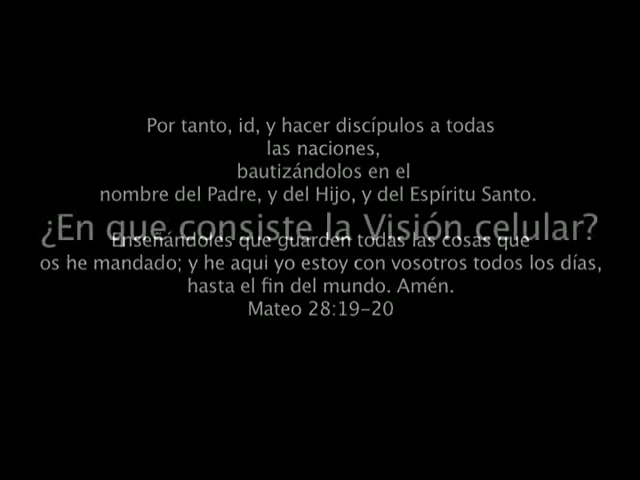 Por tanto, id, y hacer discípulos a todas
las naciones,
bautizándolos en el
nombre del Padre, y del Hijo, y del Espíritu Santo.
¿En que consiste la Visión celular?
Enseñándoles que guarden todas las cosas que
os he mandado; y he aqui yo estoy con vosotros todos los días,
hasta el fin del mundo. Amén.
Mateo 28:19-20